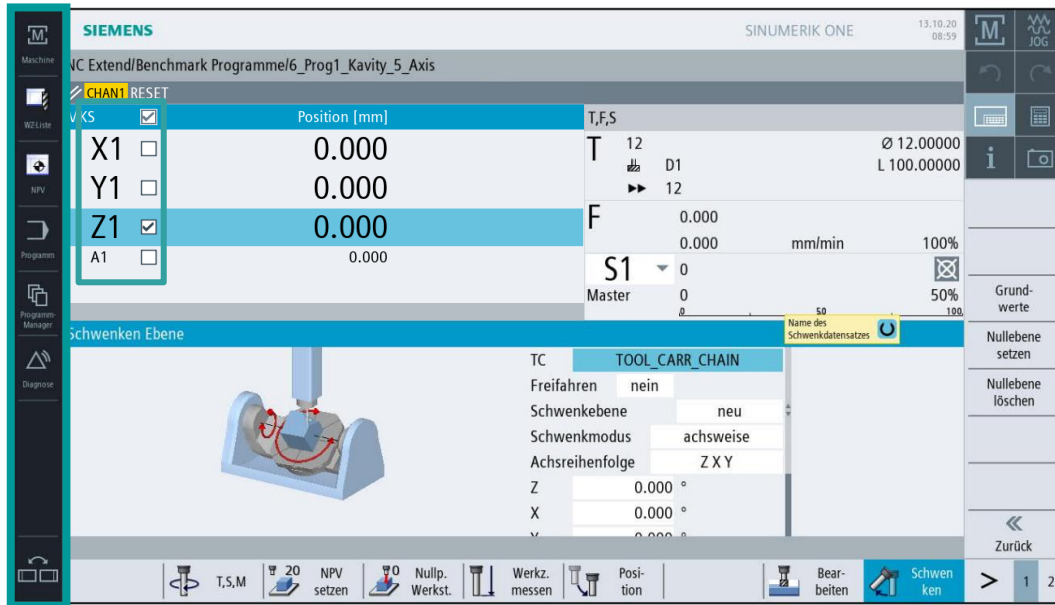 SIEMENS
SINUMERIK ONE
13.10.20
08:59
M
JOG
Maschine
WZ-Liste
NPV
Programm
Programm-
Manager
Diagnose
NC Extend/Benchmark Programme/6_Prog1_Kavity_5_Axis
CHAN1 RESET
Position [mm]
X1 0.000
Y1 0.000
Z1 0.000
A1 0.000
T,F,S
T 12 Ø 12.00000
D1 L 100.00000
12
F 0.000
0.000 mm/min 100%
S1 0
Master 0 50%
0 50 100
Name des
Schwenkdatensatzes
Schwenken Ebene
TC TOOL_CARR_CHAIN
Freifahren nein
Schwenkebene neu
Schwenkmodus achsweise
Achsreihenfolge Z X Y
Z 0.000 °
X 0.000 °
Grund-
werte
Nullebene
setzen
Nullebene
löschen
Zurück
T,S,M
20 NPV
setzen
Nullp.
Werkst.
Werkz.
messen
Posi-
tion
Bear-
beiten
Schwen
ken
> 1 2